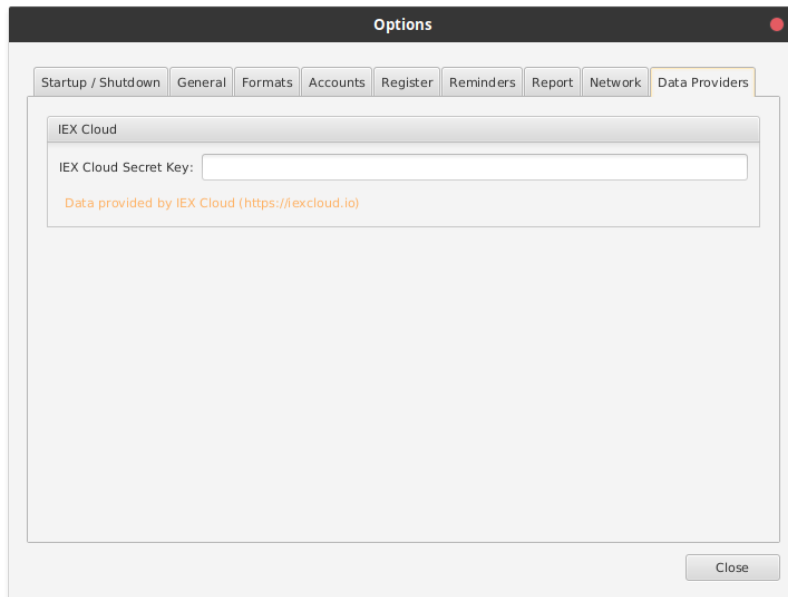 Options
Startup / Shutdown General Formats Accounts Register Reminders Report Network Data Providers
IEX Cloud
IEX Cloud Secret Key:
Data provided by IEX Cloud (https://iexcloud.io)
Close